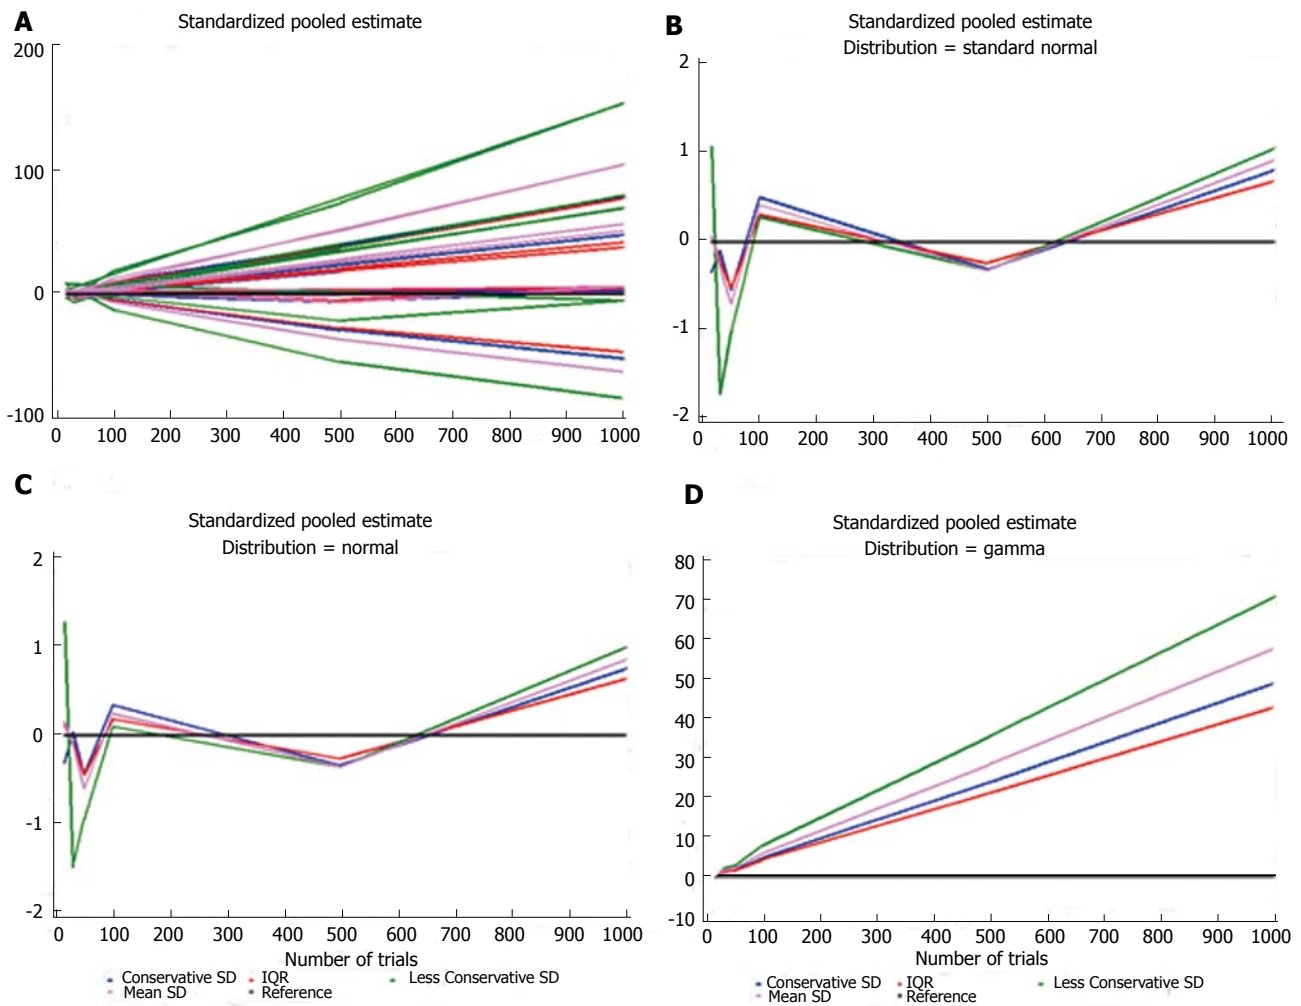 A
Standardized pooled estimate
200
100
0
-100
0 100 200 300 400 500 600 700 800 900 1000
B
Standardized pooled estimate
Distribution = standard normal
2
1
0
-1
-2
0 100 200 300 400 500 600 700 800 900 1000
C
Standardized pooled estimate
Distribution = normal
2
1
0
-1
-2
0 100 200 300 400 500 600 700 800 900 1000
Number of trials
Conservative SD IQR Less Conservative SD
Mean SD Reference
D
Standardized pooled estimate
Distribution = gamma
80
70
60
50
40
30
20
10
0
-10
0 100 200 300 400 500 600 700 800 900 1000
Number of trials
Conservative SD IQR Less Conservative SD
Mean SD Reference